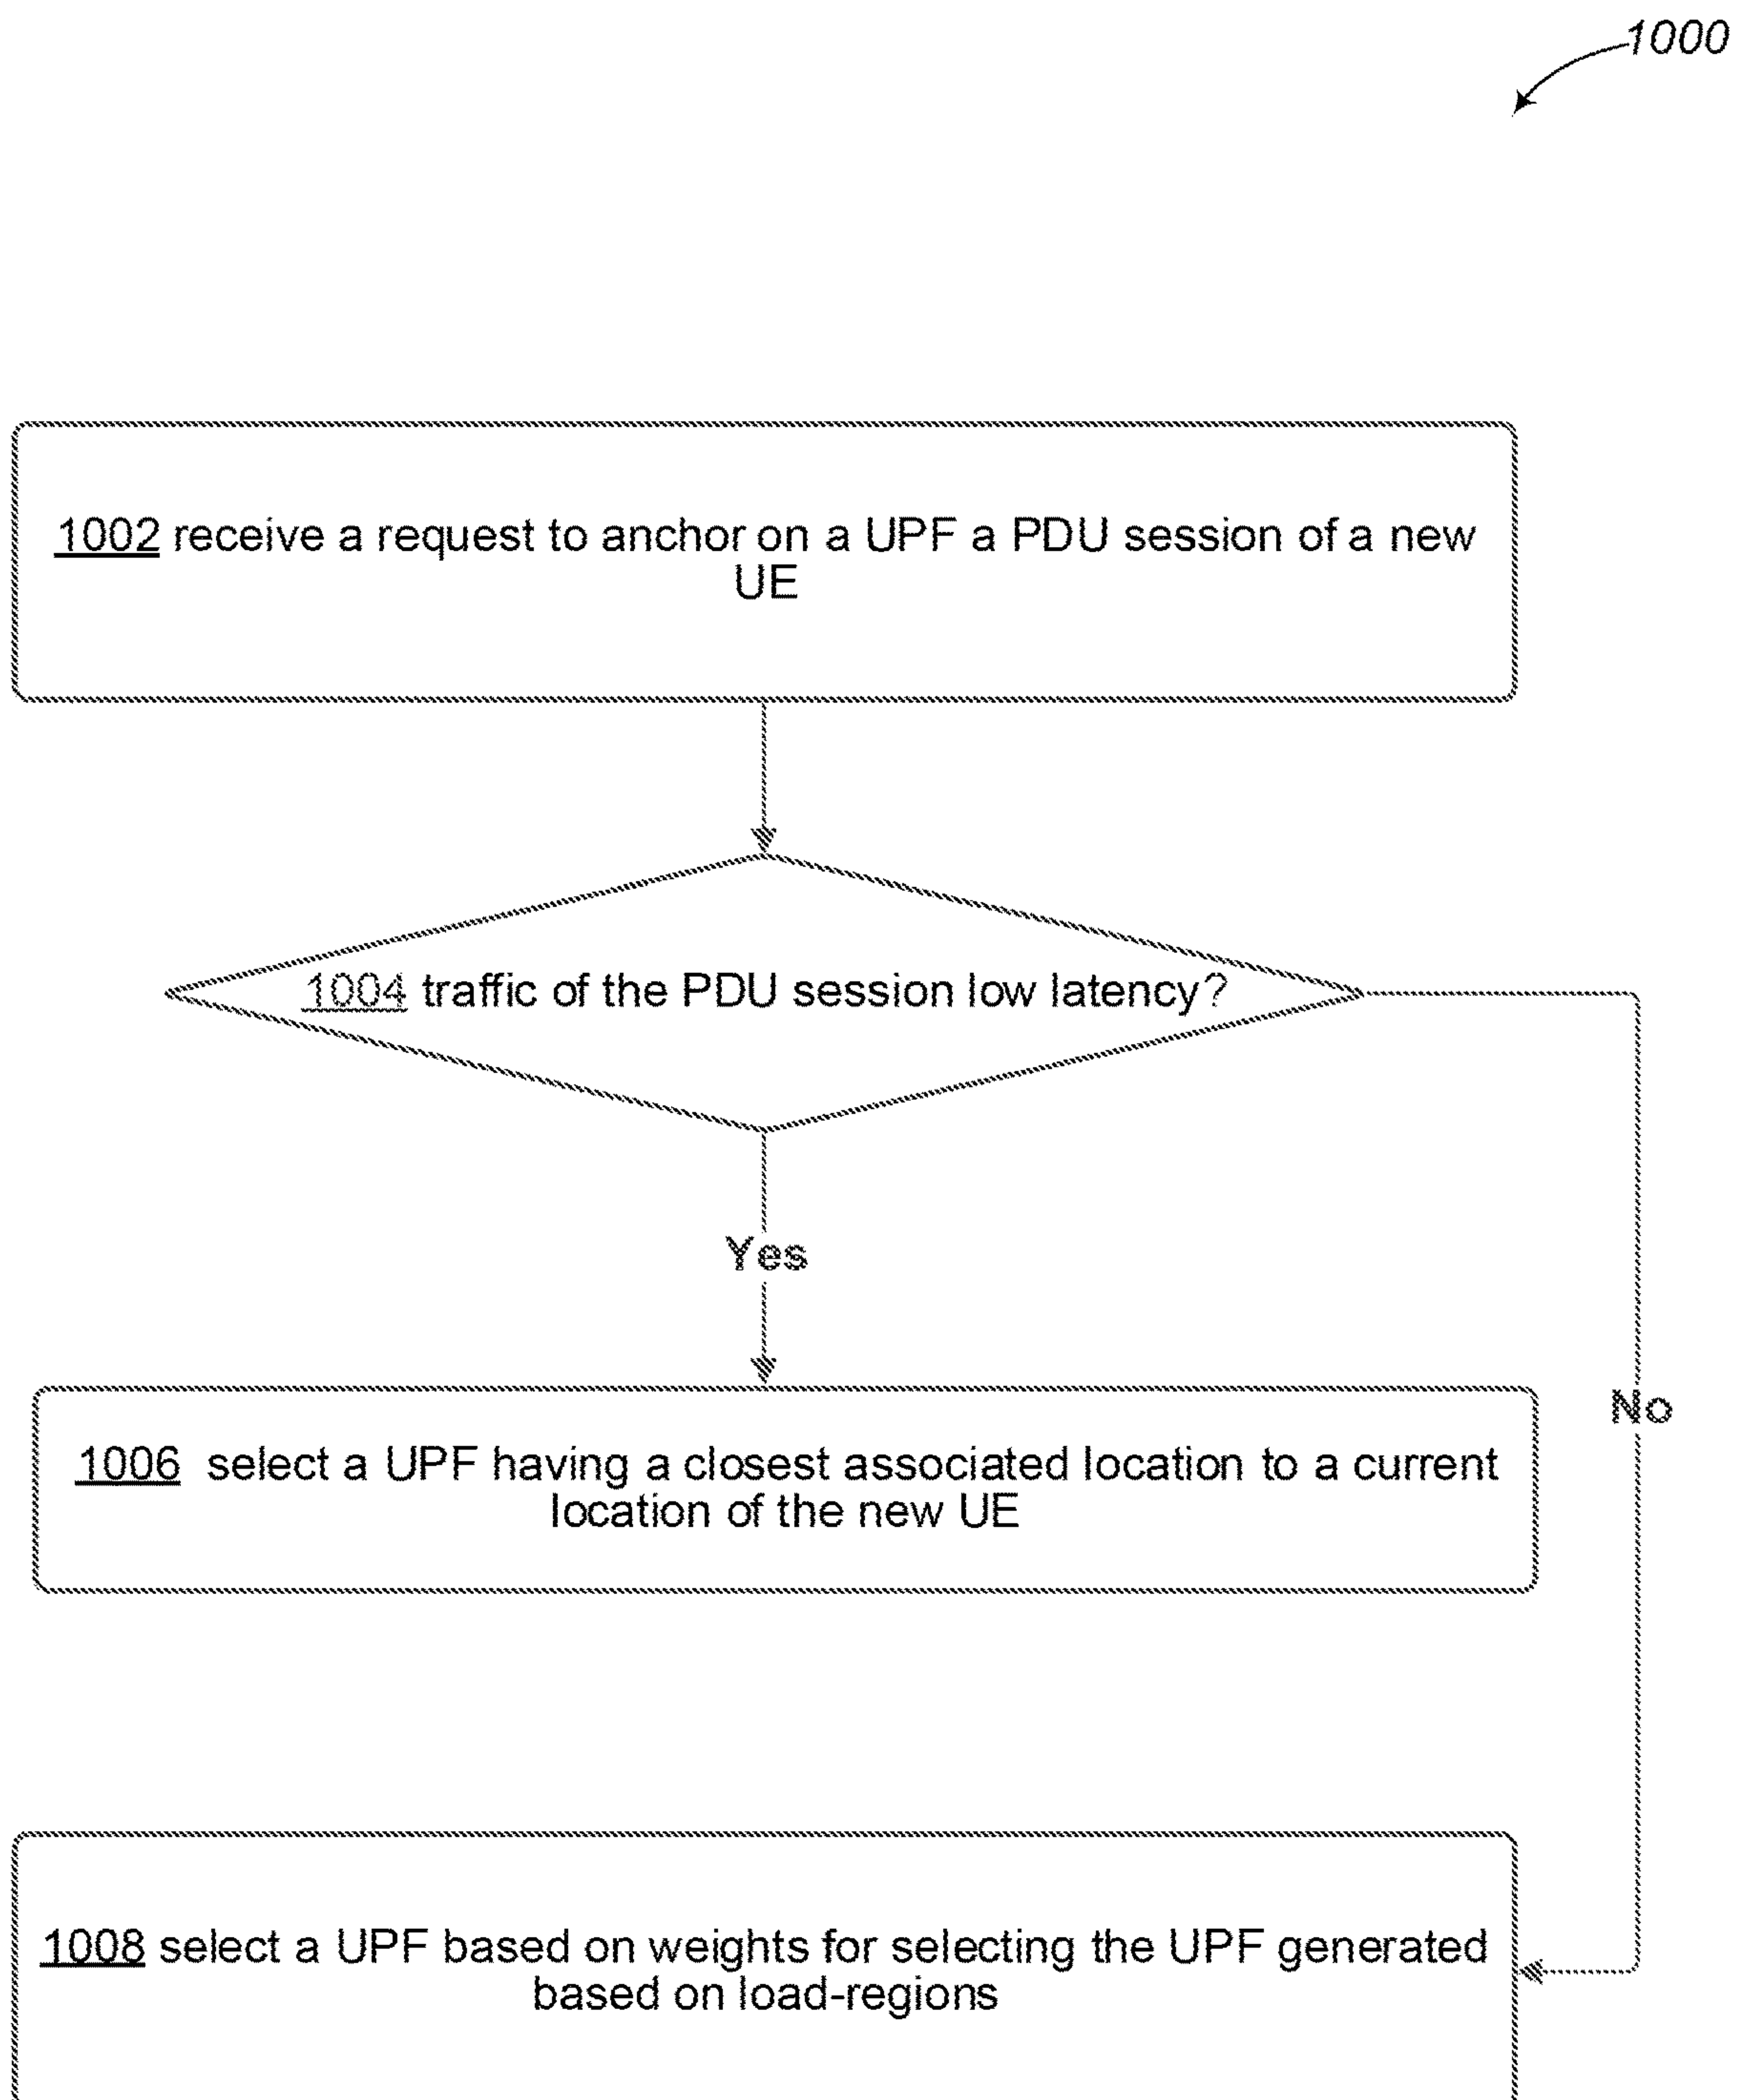 1000
1002 receive a request to anchor on a UPF a PDU session of a new
UE
1004 traffic of the PDU session low latency?
Yes
No
1006 select a UPF having a closest associated location to a current
location of the new UE
1008 select a UPF based on weights for selecting the UPF generated
based on load-regions